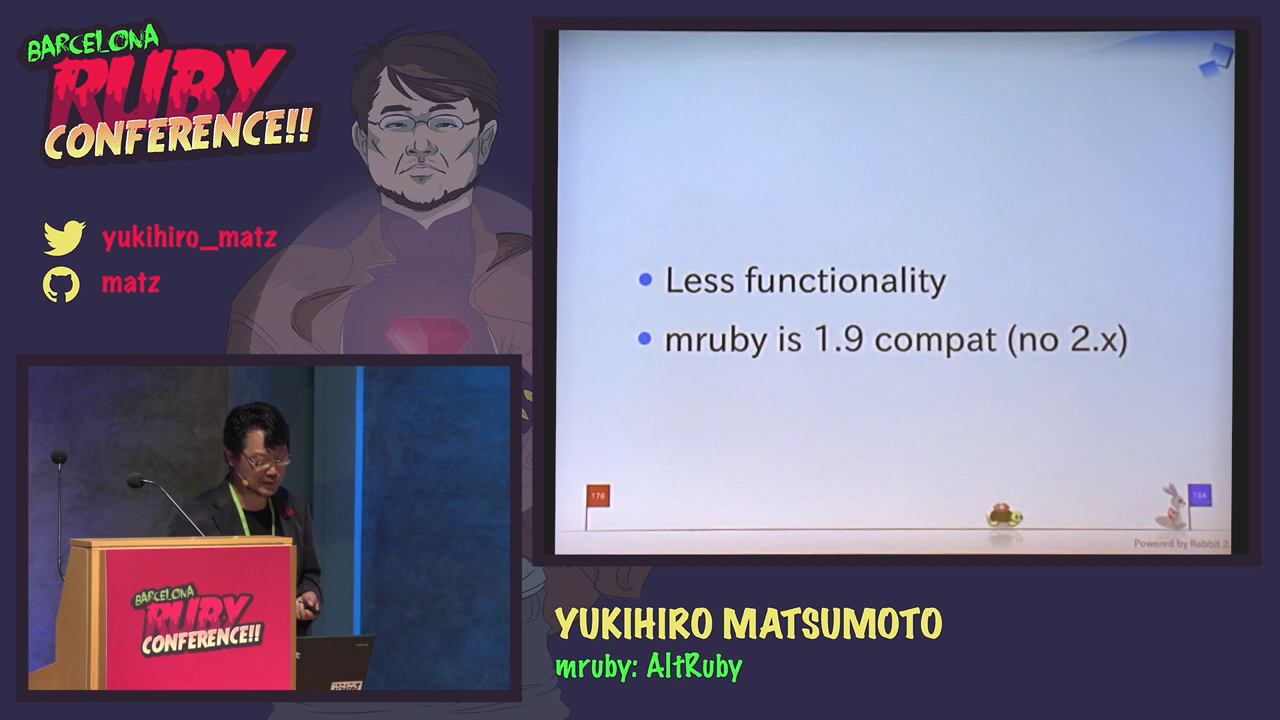 BARCELONA
RUBY
CONFERENCE!!
yukihiro_matz
matz
Less functionality
mruby is 1.9 compat (no 2.x)
176
184
Powered by Rabbit 2.
BARCELONA
RUBY
CONFERENCE!!
YUKIHIRO MATSUMOTO
mruby: AltRuby